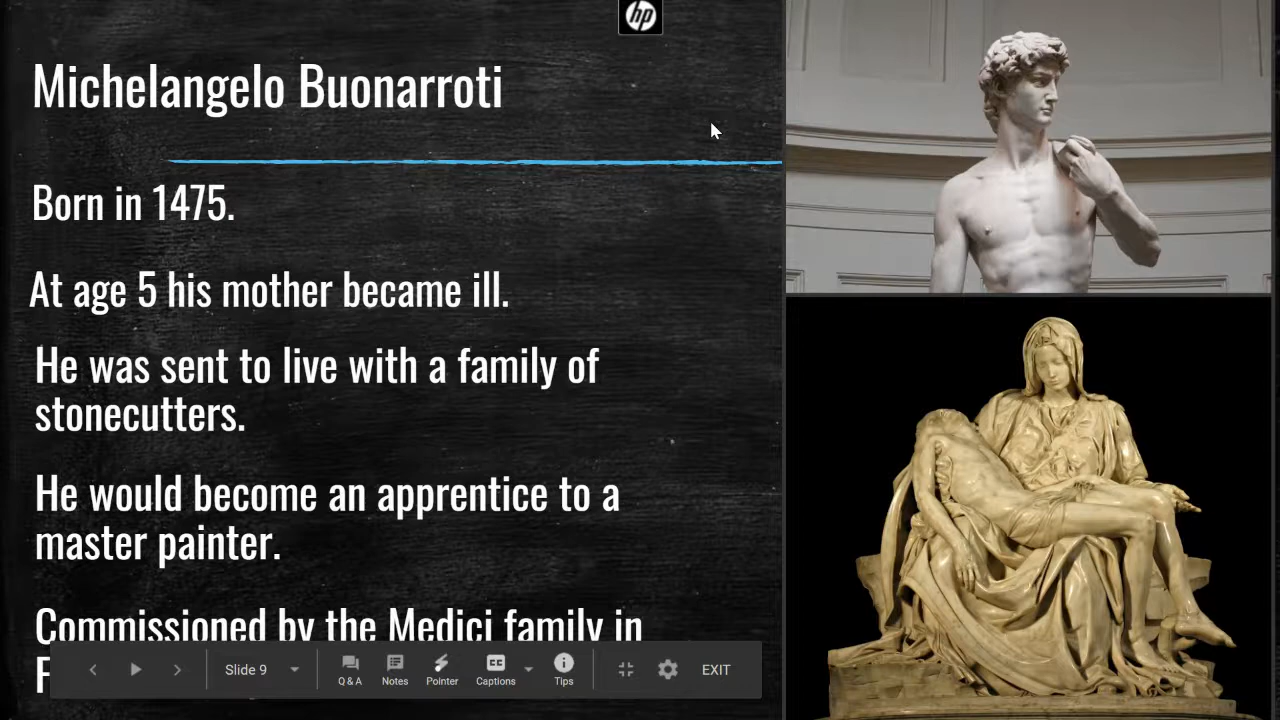 hp
Michelangelo Buonarroti
Born in 1475.
At age 5 his mother became ill.
He was sent to live with a family of
stonecutters.
He would become an apprentice to a
master painter.
Commissioned by the Medici family in
Slide 9
Q & A
Notes
Pointer
CC
Captions
Tips
EXIT